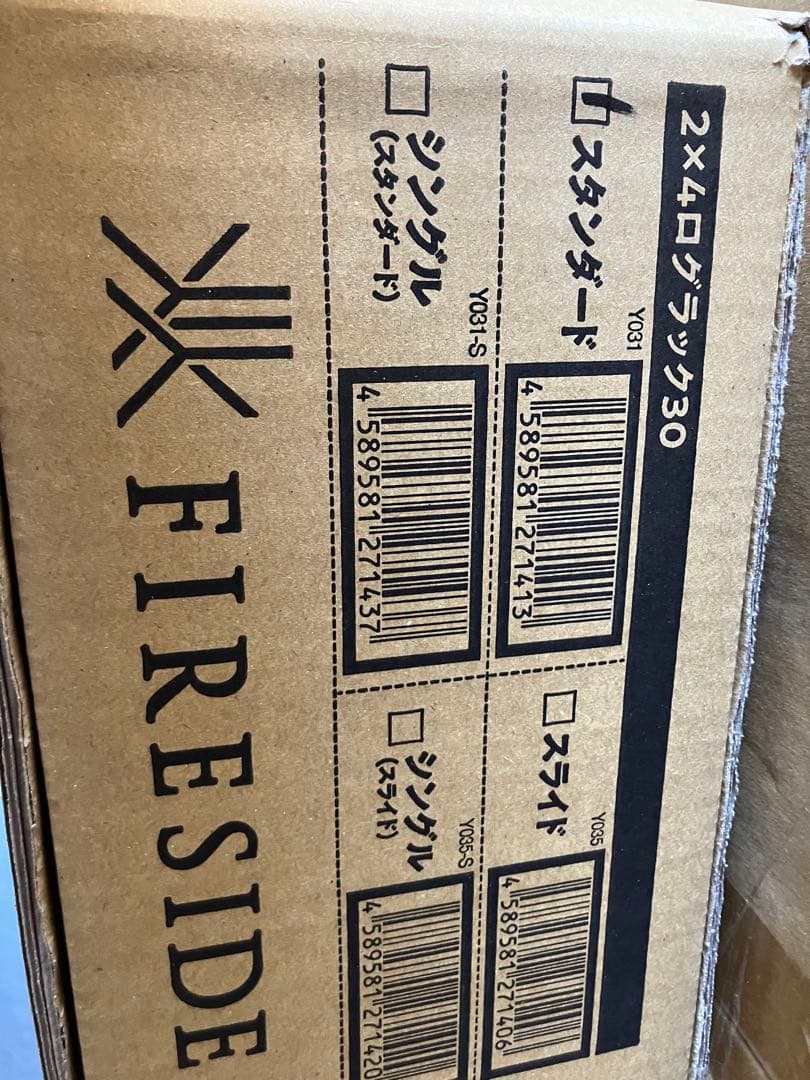 2×4ログラック30
スタンダード
Y031
4 589581 271413
スライド
Y035
4 589581 271406
シングル
(スタンダード)
Y031-S
4 589581 271437
シングル
(スライド)
Y035-S
4 589581 271420
FIRESIDE